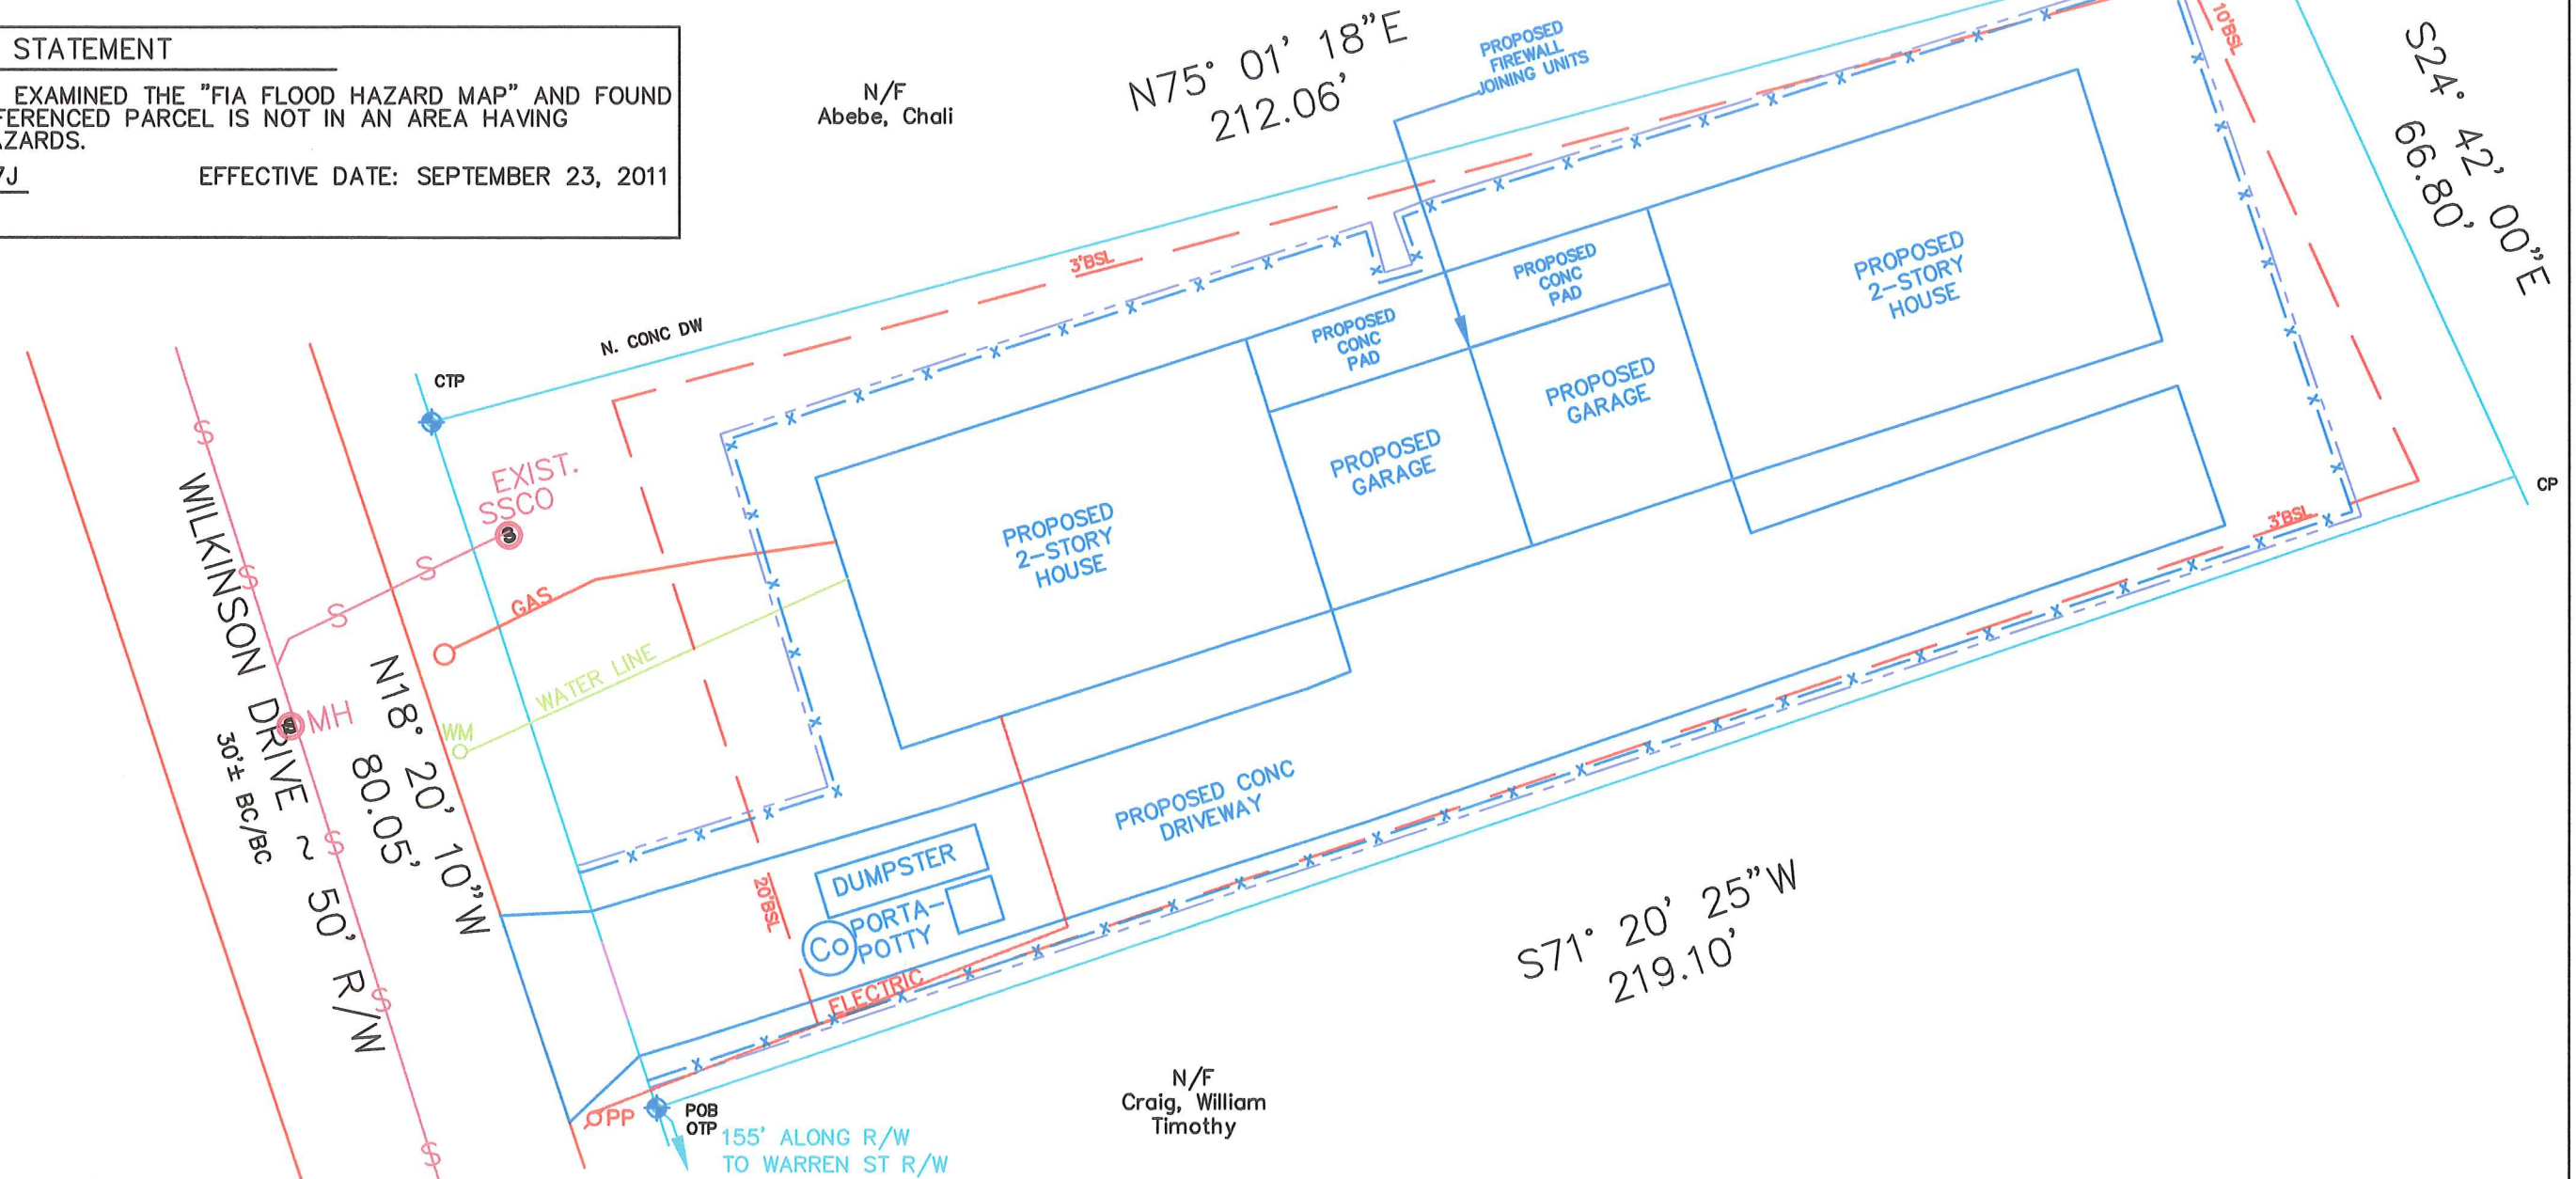 STATEMENT
EXAMINED THE "FIA FLOOD HAZARD MAP" AND FOUND
FERENCED PARCEL IS NOT IN AN AREA HAVING
AZARDS.
7J
EFFECTIVE DATE: SEPTEMBER 23, 2011
N/F
Abebe, Chali
N75° 01' 18"E
212.06'
PROPOSED
FIREWALL
JOINING UNITS
10'BSL
S24° 42' 00"E
66.80'
3'BSL
N. CONC DW
CTP
PROPOSED
CONC
PAD
PROPOSED
CONC
PAD
PROPOSED
2-STORY
HOUSE
PROPOSED
GARAGE
PROPOSED
GARAGE
EXIST.
SSCO
S
S
S
S
GAS
WATER LINE
WM
MH
WILKINSON DRIVE ~ 50' R/W
30'± BC/BC
N18° 20' 10"W
80.05'
S
S
S
PROPOSED
2-STORY
HOUSE
CP
3'BSL
PROPOSED CONC
DRIVEWAY
20'BSL
DUMPSTER
CO
PORTA-
POTTY
ELECTRIC
PP
POB
OTP
155' ALONG R/W
TO WARREN ST R/W
S71° 20' 25"W
219.10'
N/F
Craig, William
Timothy